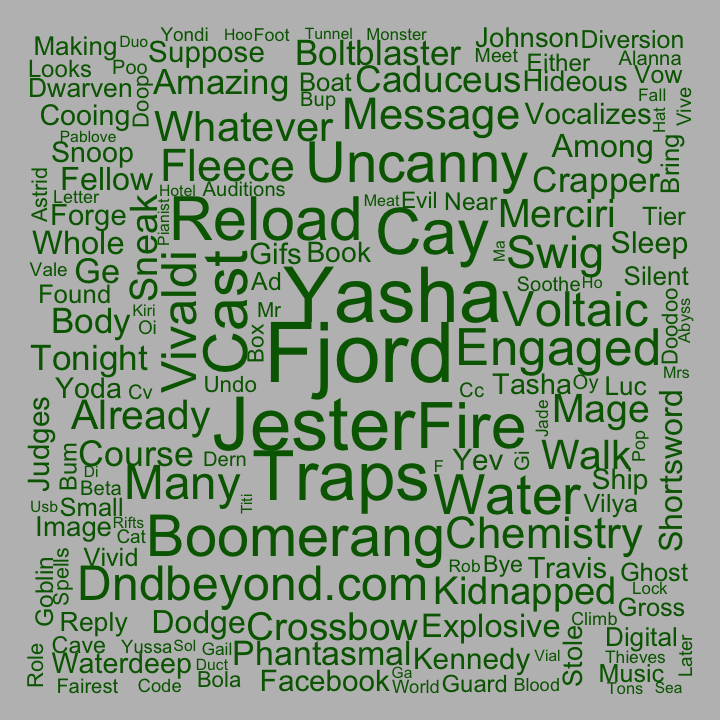 Yondi HooFoot Tunnel Monster
Making Duo Suppose Boltblaster Johnson Diversion
Looks Poo Amazing Boat Caduceus Meet Either Alanna
Dwarven Doopo Bup Hideous Vow
Cooing Whatever Message Vocalizes Fall Hat Vive
Pablove
Snoop Fleece Uncanny Among Bring
Astrid Fellow Hotel Auditions Meat Evil Near Crapper
Letter Forge Sneak Pianist Reload Cay Merciri Tier
Whole Gifs Book Ma Swig Sleep
Vale Ge Vivaldi Cast Ad Yasha Soothe Ho Silent
Found Kiri Mr Voltaic Doodoo Abyss
Body Oi Box Fjord Engaged
Tonight Mrs
Yoda Cv Undo Cc Tasha Oy Luc
Judges Already Jester Fire Jade Mage Shortsword
Course Dern Yev Gi Walk Pop
Bum Di Many Traps F Water Ship
Beta Titi Vilya
Usb Small Rifts Boomerang Chemistry
Image Cat
Goblin Spells Vivid Rob Bye Travis Ghost
Dndbeyond.com Kidnapped Lock
Reply Dodge Crossbow Explosive Climb Gross
Cave Yussa Sol Gail Phantasmal Kennedy Vial Stole Digital Later
Role Waterdeep Duct Ga Thieves
Fairest Code Bola Facebook World Guard Blood Music
Tons Sea